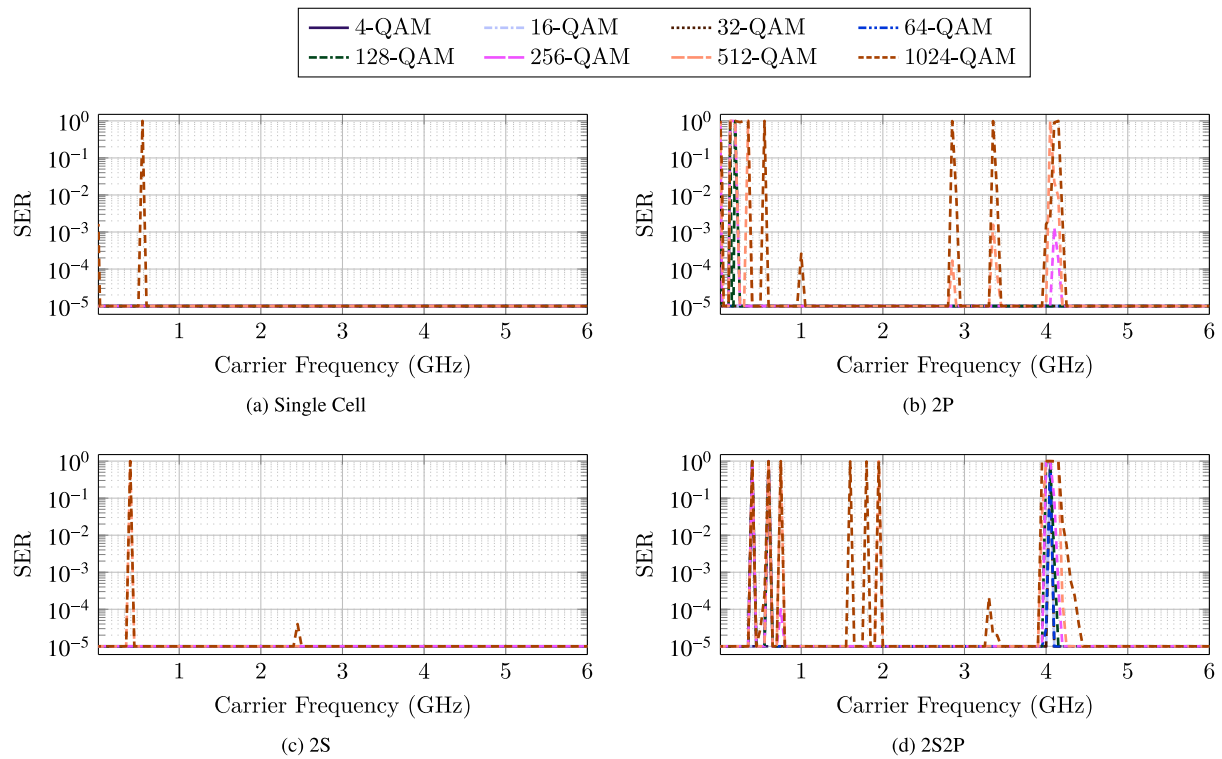 4-QAM 16-QAM 32-QAM 64-QAM
128-QAM 256-QAM 512-QAM 1024-QAM
10^0
10^−1
10^−2
10^−3
10^−4
10^−5
SER
1 2 3 4 5 6
Carrier Frequency (GHz)
(a) Single Cell
10^0
10^−1
10^−2
10^−3
10^−4
10^−5
SER
1 2 3 4 5 6
Carrier Frequency (GHz)
(b) 2P
10^0
10^−1
10^−2
10^−3
10^−4
10^−5
SER
1 2 3 4 5 6
Carrier Frequency (GHz)
(c) 2S
10^0
10^−1
10^−2
10^−3
10^−4
10^−5
SER
1 2 3 4 5 6
Carrier Frequency (GHz)
(d) 2S2P